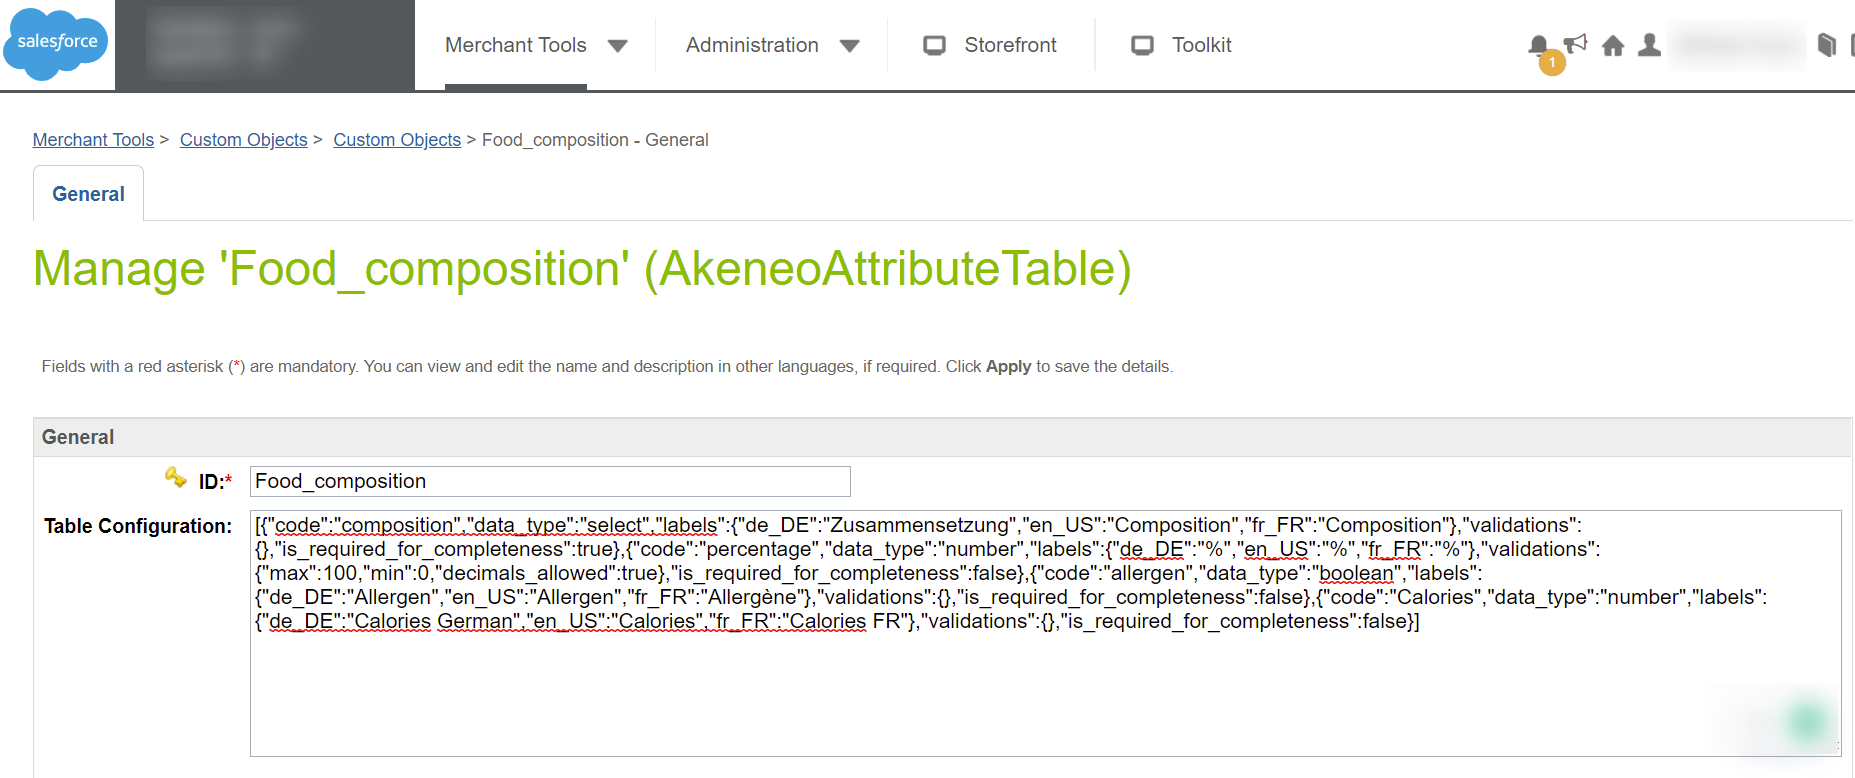 salesforce
Merchant Tools
Administration
Storefront
Toolkit
1
Merchant Tools > Custom Objects > Custom Objects > Food_composition - General
General
Manage 'Food_composition' (AkeneoAttributeTable)
Fields with a red asterisk (*) are mandatory. You can view and edit the name and description in other languages, if required. Click Apply to save the details.
General
ID:* Food_composition
Table Configuration: [{"code":"composition","data_type":"select","labels":{"de_DE":"Zusammensetzung","en_US":"Composition","fr_FR":"Composition"},"validations":
{},"is_required_for_completeness":true},{"code":"percentage","data_type":"number","labels":{"de_DE":"%","en_US":"%","fr_FR":"%"},"validations":
{"max":100,"min":0,"decimals_allowed":true},"is_required_for_completeness":false},{"code":"allergen","data_type":"boolean","labels":
{"de_DE":"Allergen","en_US":"Allergen","fr_FR":"Allergène"},"validations":{},"is_required_for_completeness":false},{"code":"Calories","data_type":"number","labels":
{"de_DE":"Calories German","en_US":"Calories","fr_FR":"Calories FR"},"validations":{},"is_required_for_completeness":false}]